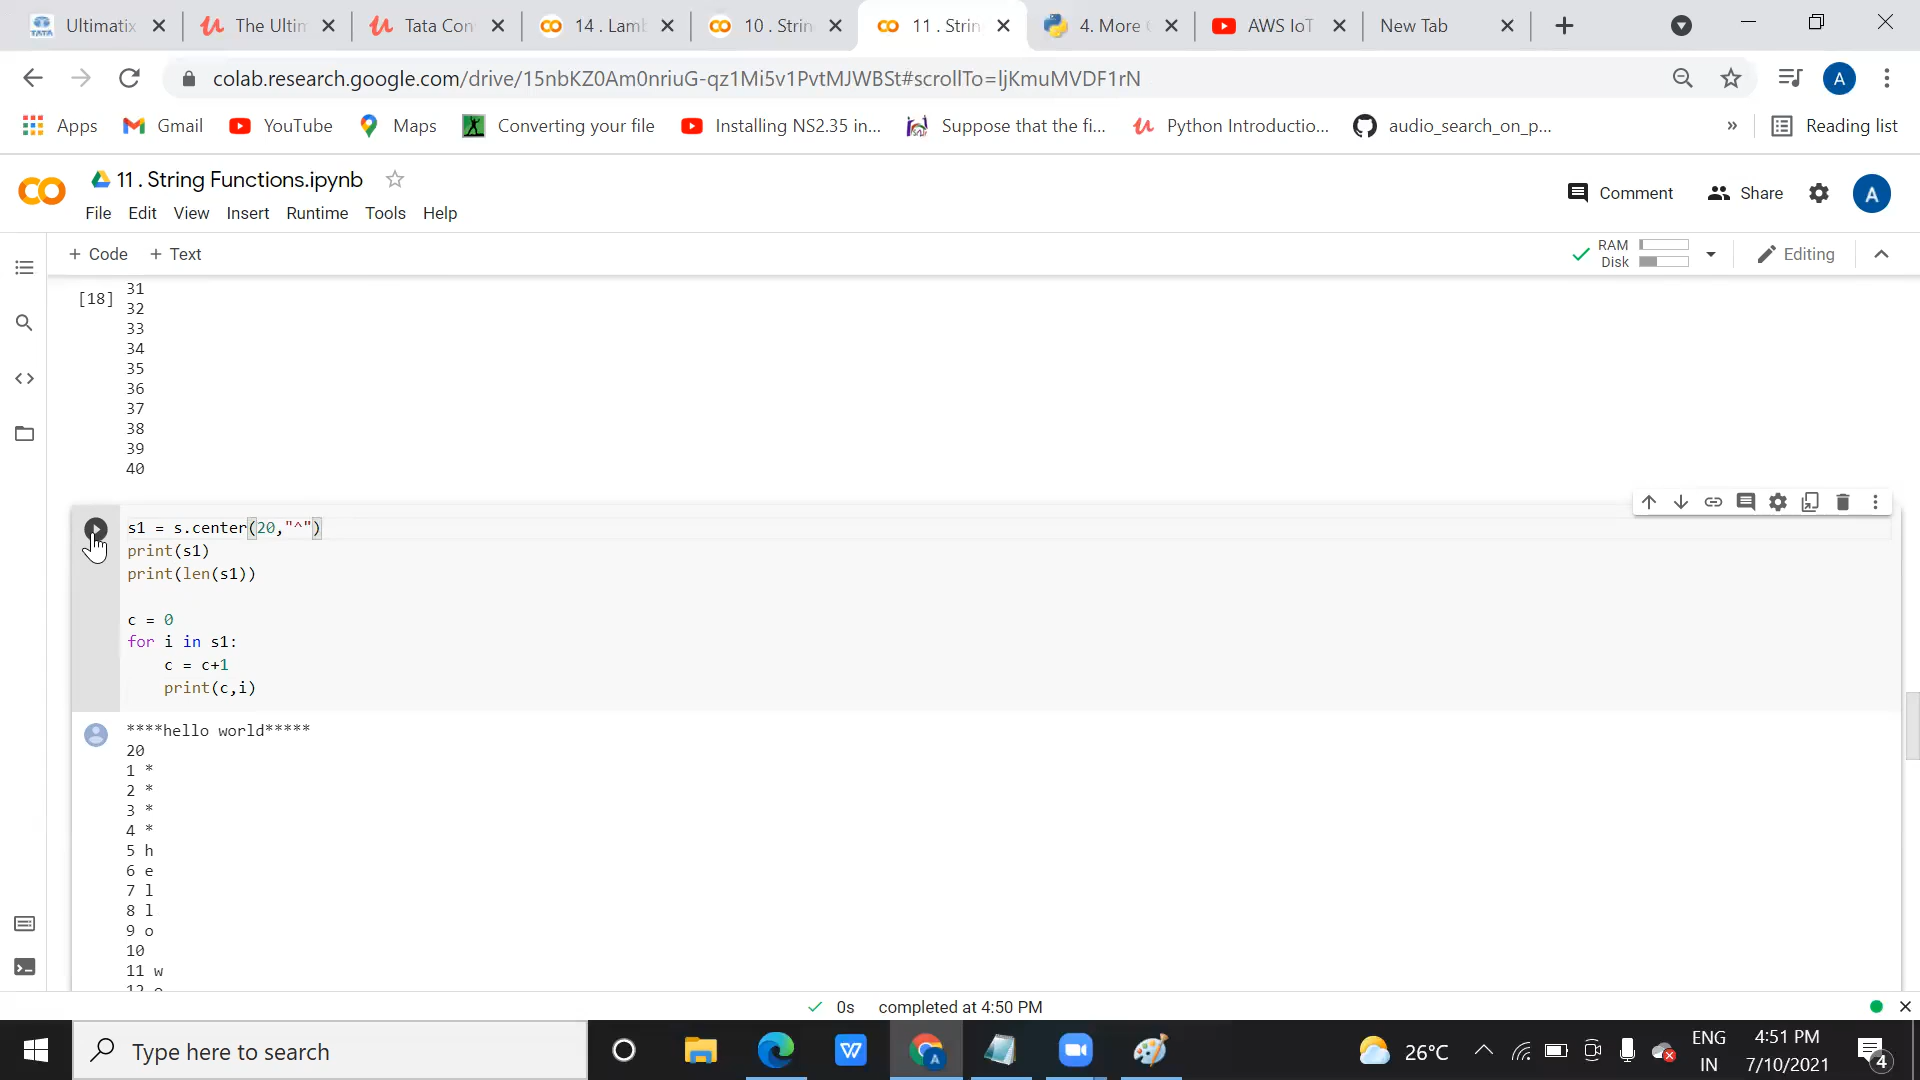 Ultimatix
The Ultim
Tata Con
14 . Lamb
10 . Strin
11 . Strin
4. More
AWS IoT
New Tab
colab.research.google.com/drive/15nbKZ0Am0nriuG-qz1Mi5v1PvtMJWBSt#scrollTo=ljKmuMVDF1rN
A
Apps
Gmail
YouTube
Maps
Converting your file
Installing NS2.35 in...
Suppose that the fi...
Python Introductio...
audio_search_on_p...
»
Reading list
11 . String Functions.ipynb
Comment
Share
A
File Edit View Insert Runtime Tools Help
+ Code + Text
RAM
Disk
Editing
[18]
31
32
33
34
35
36
37
38
39
40
s1 = s.center(20,"^")
print(s1)
print(len(s1))
c = 0
for i in s1:
c = c+1
print(c,i)
****hello world*****
20
1 *
2 *
3 *
4 *
5 h
6 e
7 l
8 l
9 o
10
11 w
0s completed at 4:50 PM
Type here to search
26°C
ENG
IN
4:51 PM
7/10/2021
4